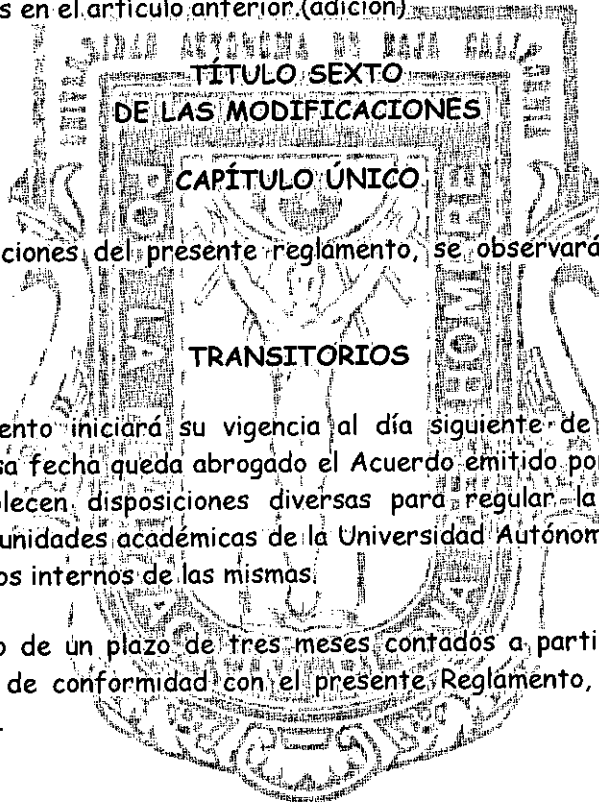 s en el artículo anterior.(adición)
TÍTULO SEXTO
DE LAS MODIFICACIONES
CAPÍTULO ÚNICO
ciones del presente reglamento, se observará
TRANSITORIOS
ento iniciará su vigencia al día siguiente de
sa fecha queda abrogado el Acuerdo emitido por
lecen disposiciones diversas para regular la
unidades académicas de la Universidad Autónom
os internos de las mismas.
o de un plazo de tres meses contados a parti
de conformidad con el presente Reglamento,